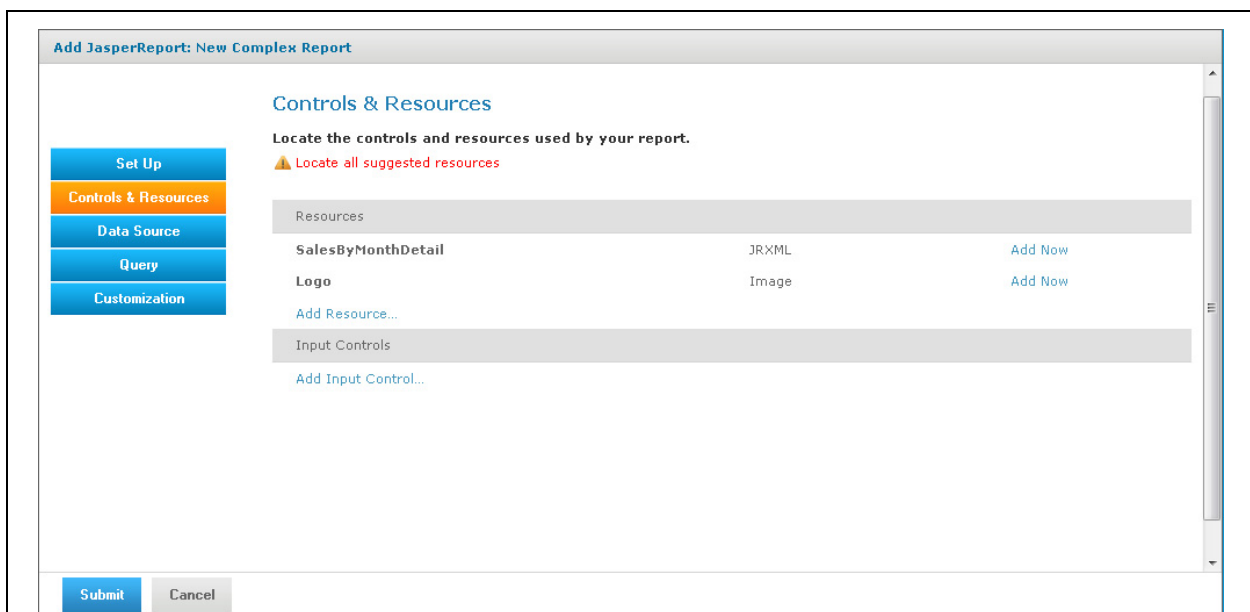 Add JasperReport: New Complex Report
Controls & Resources
Locate the controls and resources used by your report.
Locate all suggested resources
Set Up
Controls & Resources
Data Source
Query
Customization
Resources
SalesByMonthDetail JRXML Add Now
Logo Image Add Now
Add Resource...
Input Controls
Add Input Control...
Submit Cancel